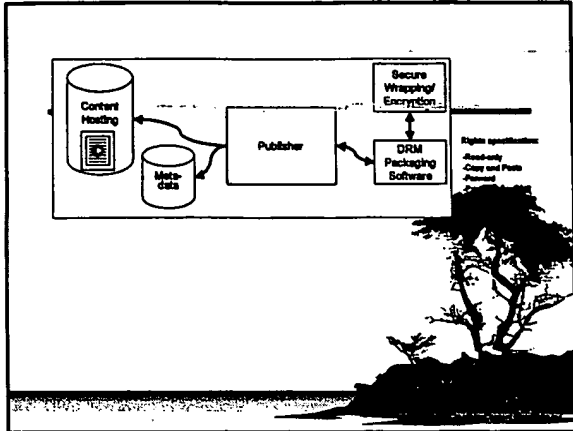 Content
Hosting
Meta-
data
Publisher
Secure
Wrapping/
Encryption
DRM
Packaging
Software
Rights specification:
-Read-only
-Copy and Paste
-Forward